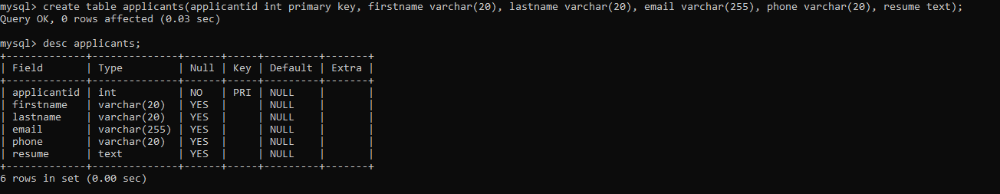 mysql> create table applicants(applicantid int primary key, firstname varchar(20), lastname varchar(20), email varchar(255), phone varchar(20), resume text);
Query OK, 0 rows affected (0.03 sec)

mysql> desc applicants;
+-------------+--------------+------+-----+---------+-------+
| Field       | Type         | Null | Key | Default | Extra |
+-------------+--------------+------+-----+---------+-------+
| applicantid | int          | NO   | PRI | NULL    |       |
| firstname   | varchar(20)  | YES  |     | NULL    |       |
| lastname    | varchar(20)  | YES  |     | NULL    |       |
| email       | varchar(255) | YES  |     | NULL    |       |
| phone       | varchar(20)  | YES  |     | NULL    |       |
| resume      | text         | YES  |     | NULL    |       |
+-------------+--------------+------+-----+---------+-------+
6 rows in set (0.00 sec)